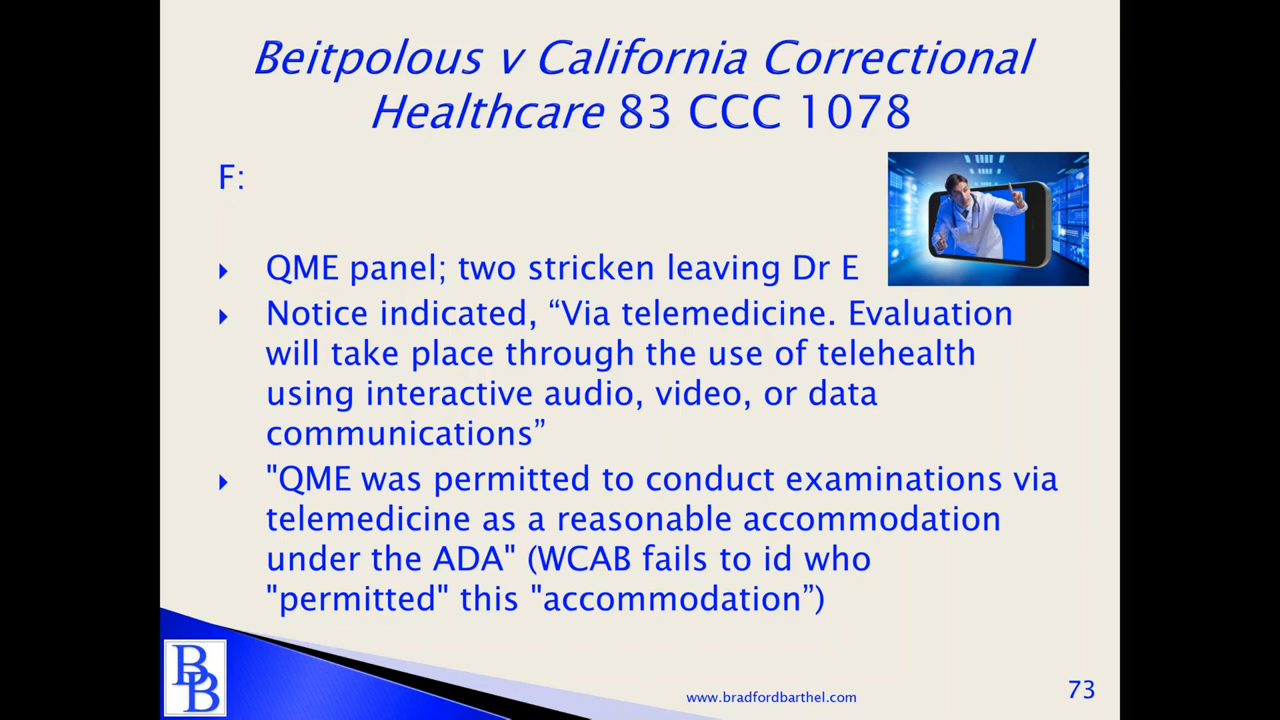 Beitpolous v California Correctional
Healthcare 83 CCC 1078
F:
QME panel; two stricken leaving Dr E
Notice indicated, “Via telemedicine. Evaluation
will take place through the use of telehealth
using interactive audio, video, or data
communications”
"QME was permitted to conduct examinations via
telemedicine as a reasonable accommodation
under the ADA" (WCAB fails to id who
"permitted" this "accommodation”)
BB
www.bradfordbarthel.com
73